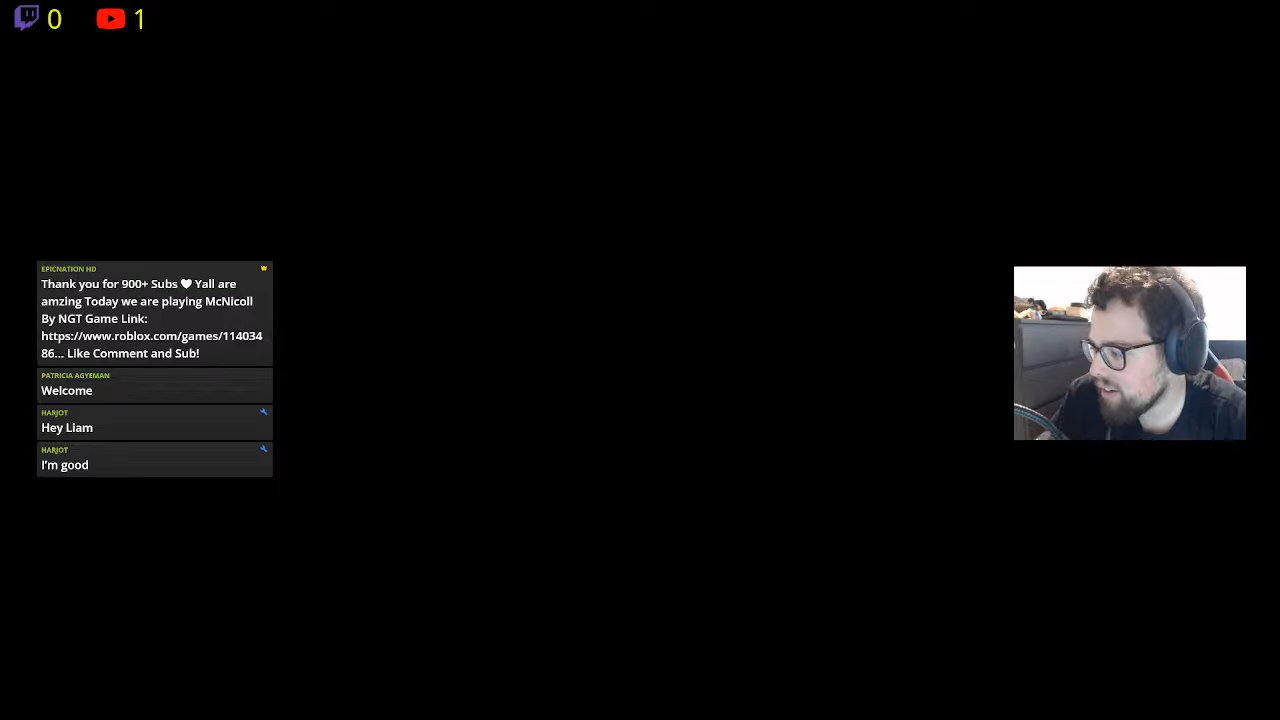 0 1
EPICNATION HD
Thank you for 900+ Subs 🤍 Yall are
amzing Today we are playing McNicoll
By NGT Game Link:
https://www.roblox.com/games/114034
86... Like Comment and Sub!
PATRICIA AGYEMAN
Welcome
HARJOT
Hey Liam
HARJOT
I’m good